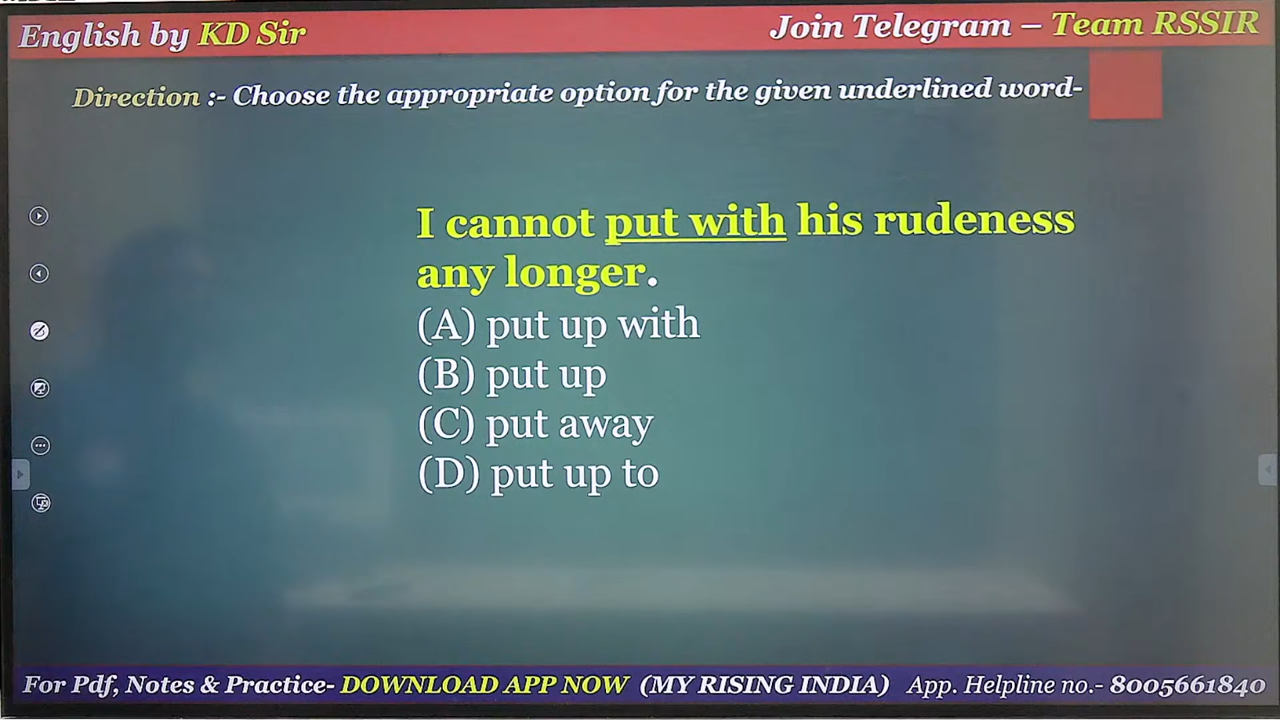 English by KD Sir
Join Telegram – Team RSSIR
Direction :- Choose the appropriate option for the given underlined word-
I cannot put with his rudeness
any longer.
(A) put up with
(B) put up
(C) put away
(D) put up to
For Pdf, Notes & Practice- DOWNLOAD APP NOW (MY RISING INDIA) App. Helpline no.- 8005661840